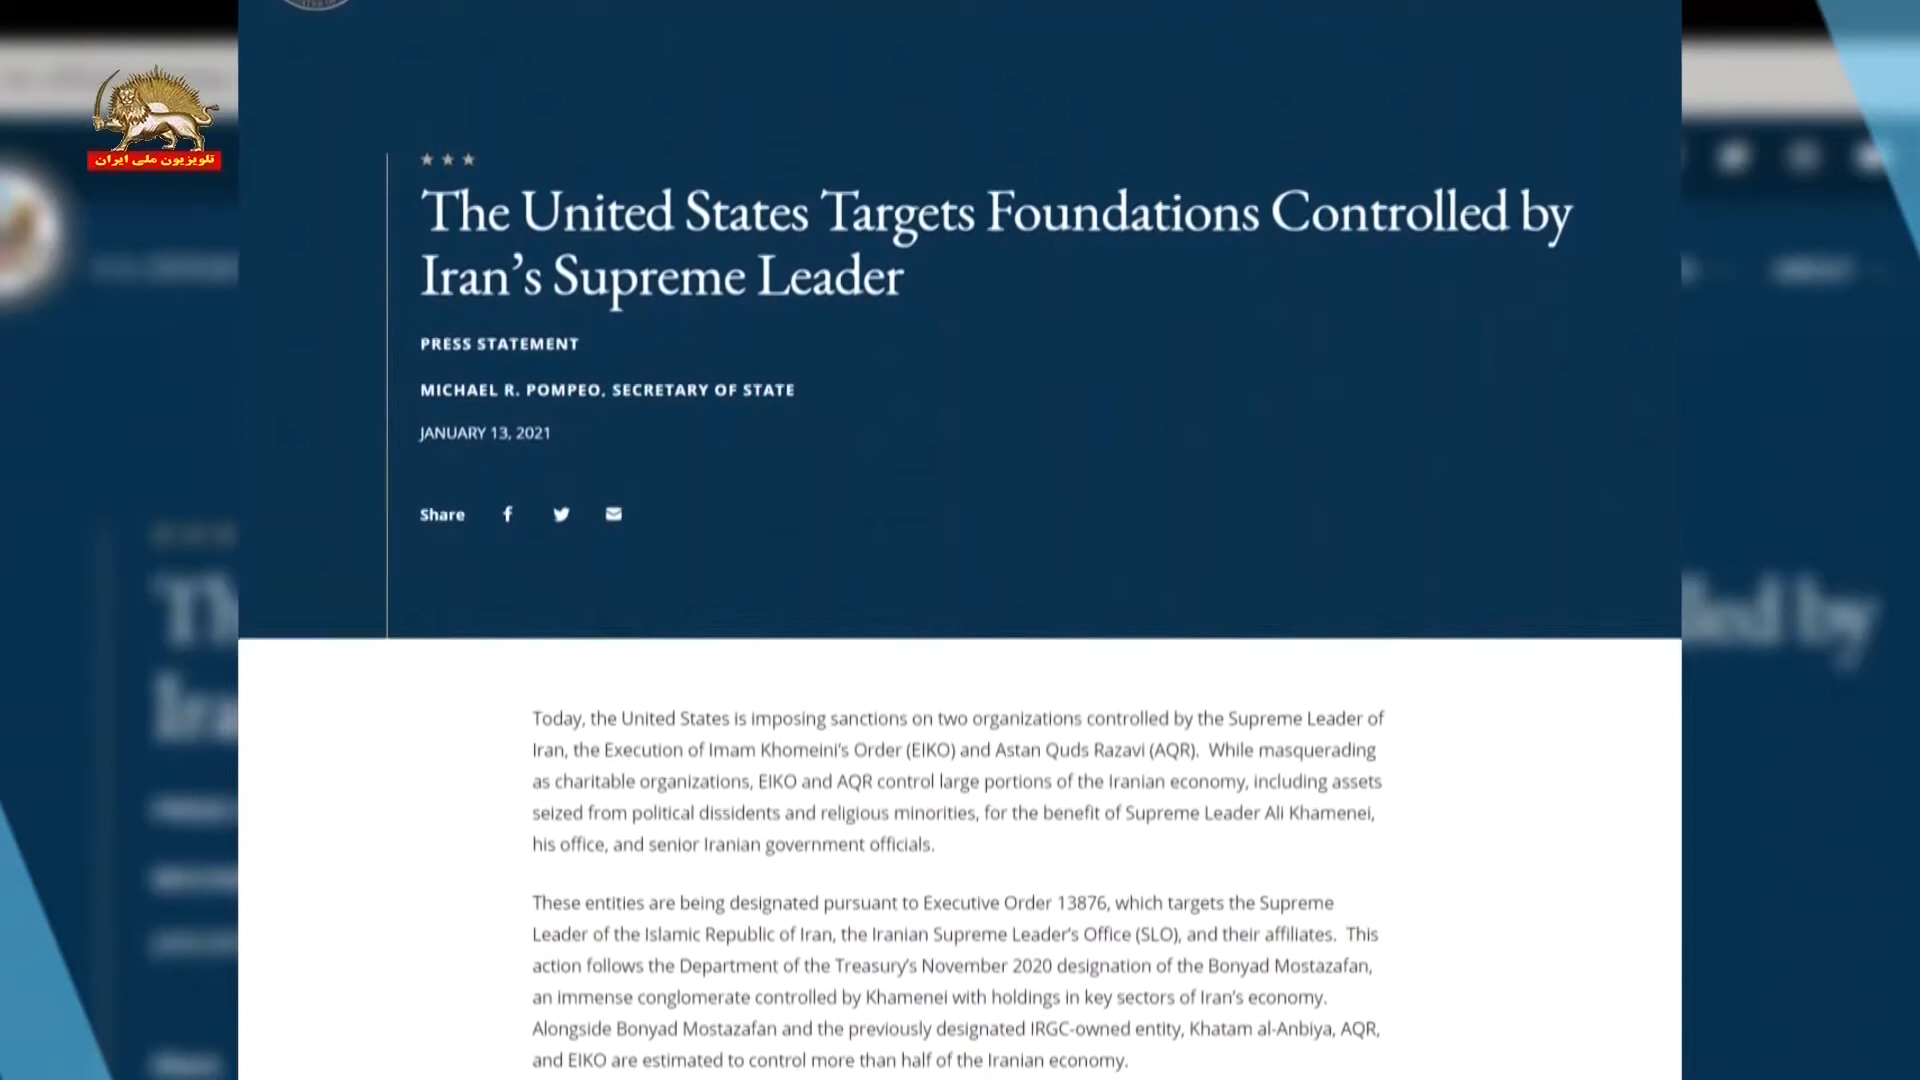 تلویزیون ملی ایران
The United States Targets Foundations Controlled by
Iran’s Supreme Leader
PRESS STATEMENT
MICHAEL R. POMPEO, SECRETARY OF STATE
JANUARY 13, 2021
Share
Today, the United States is imposing sanctions on two organizations controlled by the Supreme Leader of
Iran, the Execution of Imam Khomeini’s Order (EIKO) and Astan Quds Razavi (AQR).  While masquerading
as charitable organizations, EIKO and AQR control large portions of the Iranian economy, including assets
seized from political dissidents and religious minorities, for the benefit of Supreme Leader Ali Khamenei,
his office, and senior Iranian government officials.
These entities are being designated pursuant to Executive Order 13876, which targets the Supreme
Leader of the Islamic Republic of Iran, the Iranian Supreme Leader’s Office (SLO), and their affiliates.  This
action follows the Department of the Treasury’s November 2020 designation of the Bonyad Mostazafan,
an immense conglomerate controlled by Khamenei with holdings in key sectors of Iran’s economy.
Alongside Bonyad Mostazafan and the previously designated IRGC-owned entity, Khatam al-Anbiya, AQR,
and EIKO are estimated to control more than half of the Iranian economy.